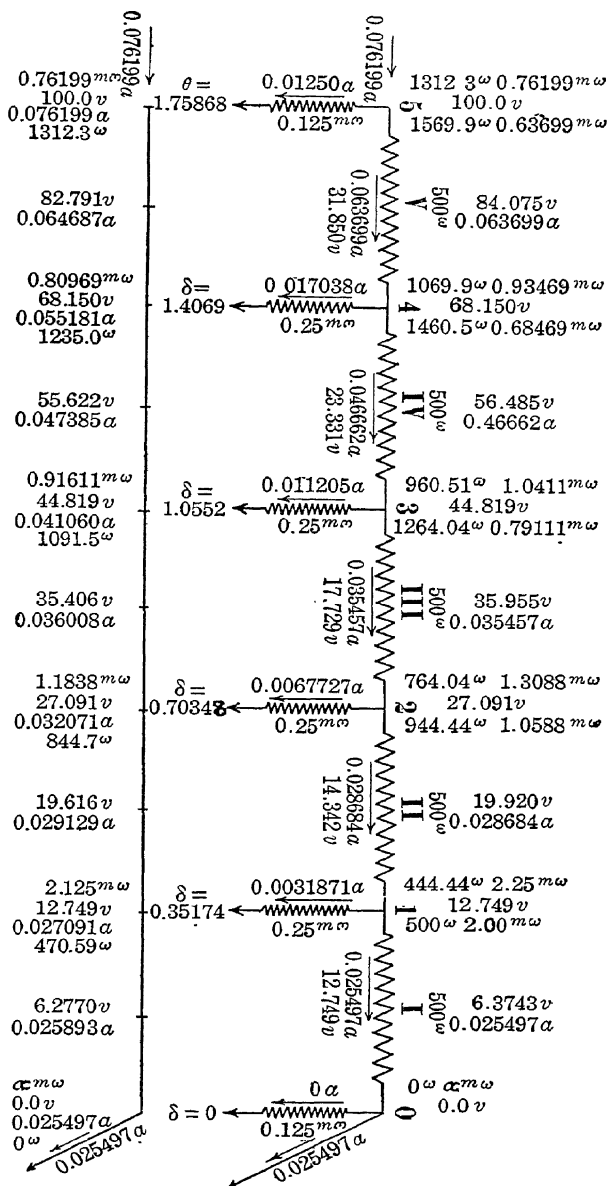 0.076199a
0.076199a
0.76199mω θ = 0.01250a 1312.3ω 0.76199mω
100.0 v 1.75868 5 100.0 v
0.076199a 0.125mω 1569.9ω 0.63699mω
1312.3ω
82.791v 0.063699a V 500ω 84.075v
0.064687a 31.850v 0.063699a
0.80969mω δ = 0.017038a 1069.9ω 0.93469mω
68.150v 1.4069 4 68.150v
0.055181a 0.25mω 1460.5ω 0.68469mω
1235.0ω
55.622v 0.046662a IV 500ω 56.485v
0.047385a 23.331v 0.46662a
0.91611mω δ = 0.011205a 960.51ω 1.0411mω
44.819v 1.0552 3 44.819v
0.041060a 0.25mω 1264.04ω 0.79111mω
1091.5ω
35.406v 0.035457a III 500ω 35.955v
0.036008a 17.729v 0.035457a
1.1838mω δ = 0.0067727a 764.04ω 1.3088mω
27.091v 0.70348 2 27.091v
0.032071a 0.25mω 944.44ω 1.0588mω
844.7ω
19.616v 0.028684a II 500ω 19.920v
0.029129a 14.342v 0.028684a
2.125mω δ = 0.0031871a 444.44ω 2.25mω
12.749v 0.35174 1 12.749v
0.027091a 0.25mω 500ω 2.00mω
470.59ω
6.2770v 0.025497a I 500ω 6.3743v
0.025893a 12.749v 0.025497a
∝mω 0a 0ω ∝mω
0.0v δ = 0 0 0.0v
0.025497a 0.125mω
0ω
0.025497a 0.025497a